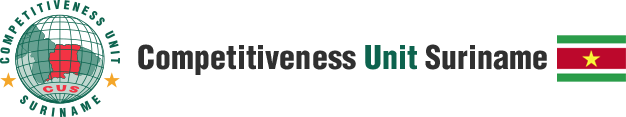 COMPETITIVENESS UNIT
CUS
SURINAME
Competitiveness Unit Suriname